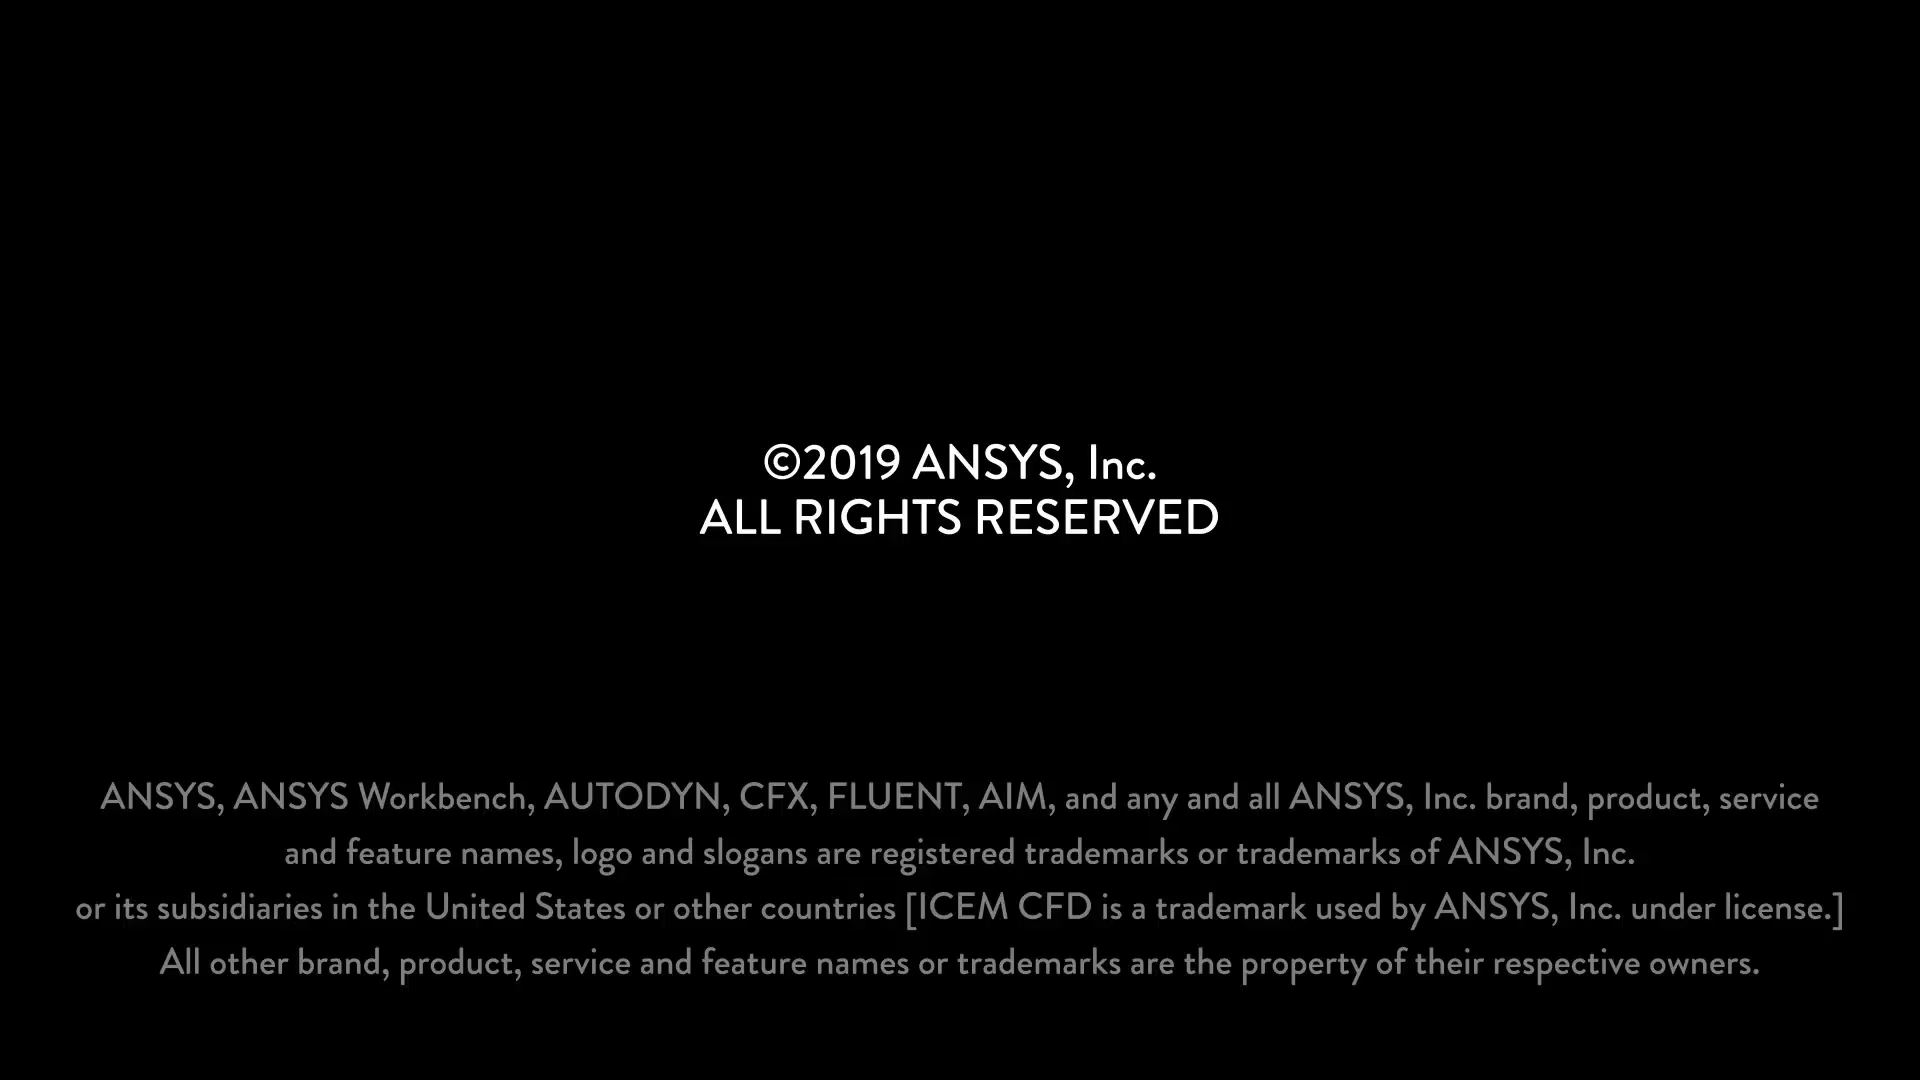 ©2019 ANSYS, Inc.
ALL RIGHTS RESERVED
ANSYS, ANSYS Workbench, AUTODYN, CFX, FLUENT, AIM, and any and all ANSYS, Inc. brand, product, service
and feature names, logo and slogans are registered trademarks or trademarks of ANSYS, Inc.
or its subsidiaries in the United States or other countries [ICEM CFD is a trademark used by ANSYS, Inc. under license.]
All other brand, product, service and feature names or trademarks are the property of their respective owners.